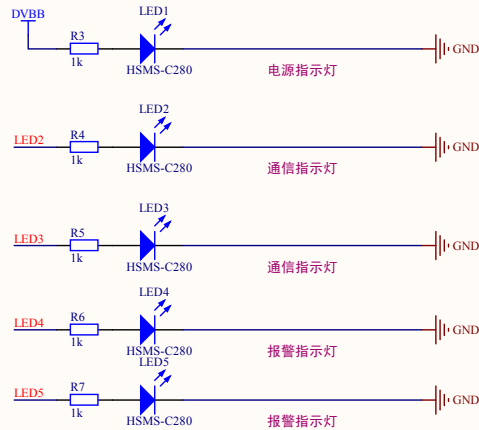 DVBB
LED1
R3
1k
HSMS-C280
电源指示灯
GND
LED2
LED2
R4
1k
HSMS-C280
通信指示灯
GND
LED3
LED3
R5
1k
HSMS-C280
通信指示灯
GND
LED4
LED4
R6
1k
HSMS-C280
报警指示灯
GND
LED5
LED5
R7
1k
HSMS-C280
报警指示灯
GND